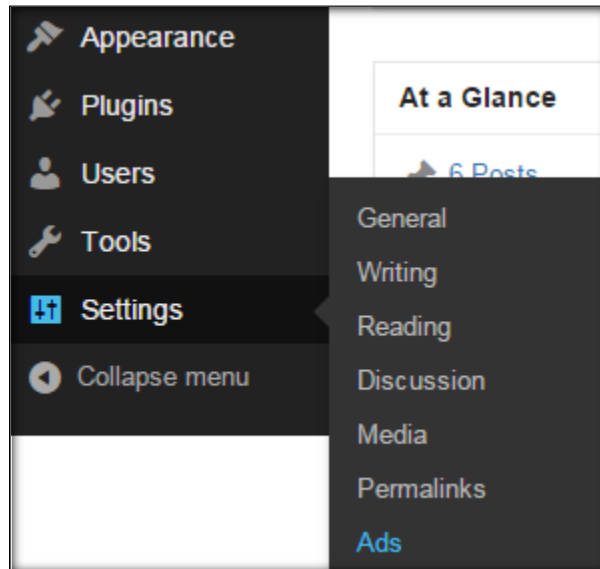 Appearance
Plugins
Users
Tools
Settings
Collapse menu
At a Glance
6 Posts
General
Writing
Reading
Discussion
Media
Permalinks
Ads